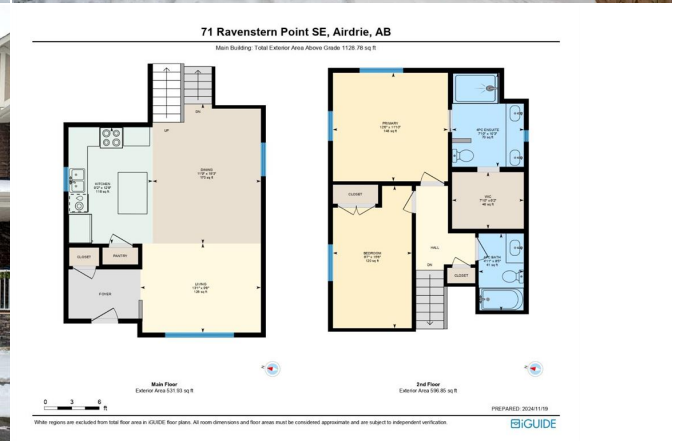 71 Ravenstern Point SE, Airdrie, AB
Main Building: Total Exterior Area Above Grade 1128.78 sq ft
DN
UP
KITCHEN
DINING
CLOSET
PANTRY
FOYER
LIVING
PRIMARY
4PC ENSUITE
WIC
CLOSET
BEDROOM
HALL
DN
CLOSET
4PC BATH
Main Floor
Exterior Area 531.93 sq ft
2nd Floor
Exterior Area 596.85 sq ft
0 3 6
ft
PREPARED: 2024/11/19
White regions are excluded from total floor area in iGUIDE floor plans. All room dimensions and floor areas must be considered approximate and are subject to independent verification.
iGUIDE